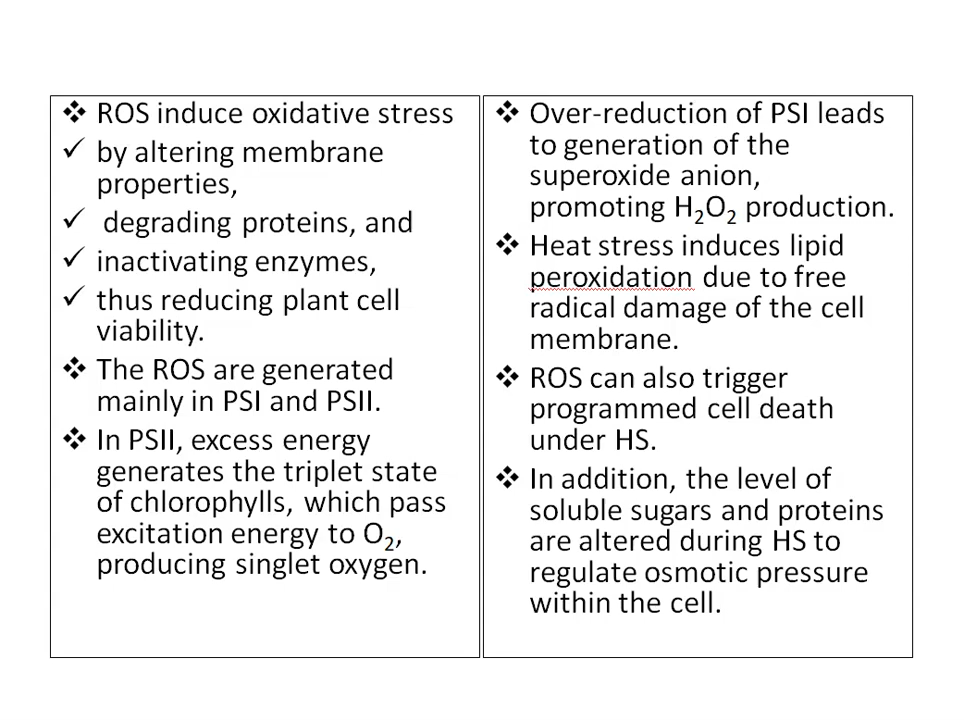 ❖ ROS induce oxidative stress
✓ by altering membrane
properties,
✓ degrading proteins, and
✓ inactivating enzymes,
✓ thus reducing plant cell
viability.
❖ The ROS are generated
mainly in PSI and PSII.
❖ In PSII, excess energy
generates the triplet state
of chlorophylls, which pass
excitation energy to O₂,
producing singlet oxygen.
❖ Over-reduction of PSI leads
to generation of the
superoxide anion,
promoting H₂O₂ production.
❖ Heat stress induces lipid
peroxidation due to free
radical damage of the cell
membrane.
❖ ROS can also trigger
programmed cell death
under HS.
❖ In addition, the level of
soluble sugars and proteins
are altered during HS to
regulate osmotic pressure
within the cell.